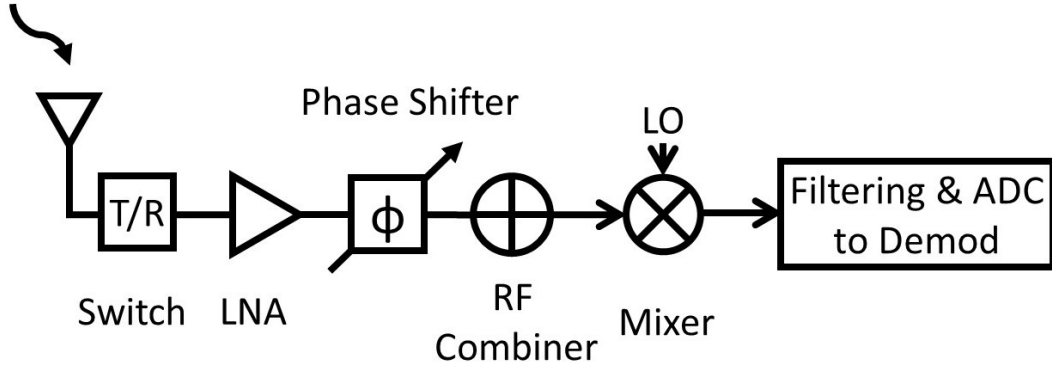 Phase Shifter
LO
T/R
ϕ
Filtering & ADC
to Demod
Switch
LNA
RF
Combiner
Mixer